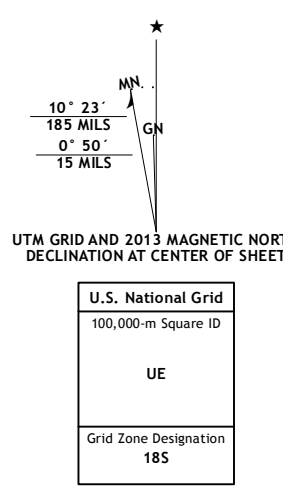 MN
10° 23´
185 MILS
GN
0° 50´
15 MILS
UTM GRID AND 2013 MAGNETIC NORT
DECLINATION AT CENTER OF SHEET
U.S. National Grid
100,000-m Square ID
UE
Grid Zone Designation
18S